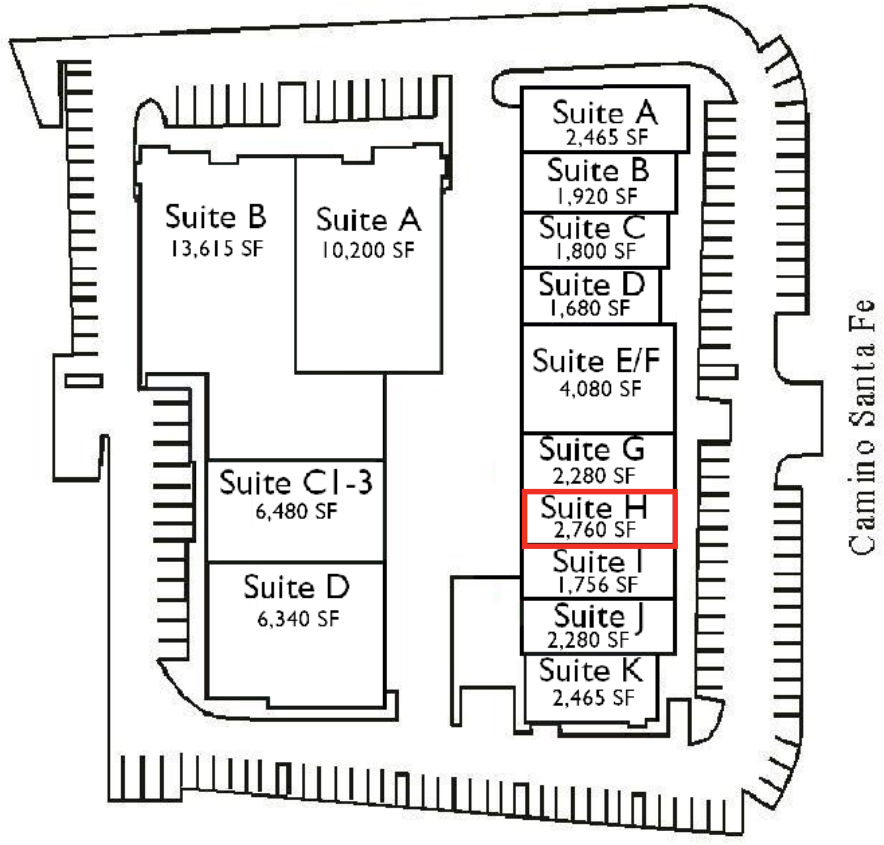 Suite B
13,615 SF
Suite A
10,200 SF
Suite C1-3
6,480 SF
Suite D
6,340 SF
Suite A
2,465 SF
Suite B
1,920 SF
Suite C
1,800 SF
Suite D
1,680 SF
Suite E/F
4,080 SF
Suite G
2,280 SF
Suite H
2,760 SF
Suite I
1,756 SF
Suite J
2,280 SF
Suite K
2,465 SF
Camino Santa Fe